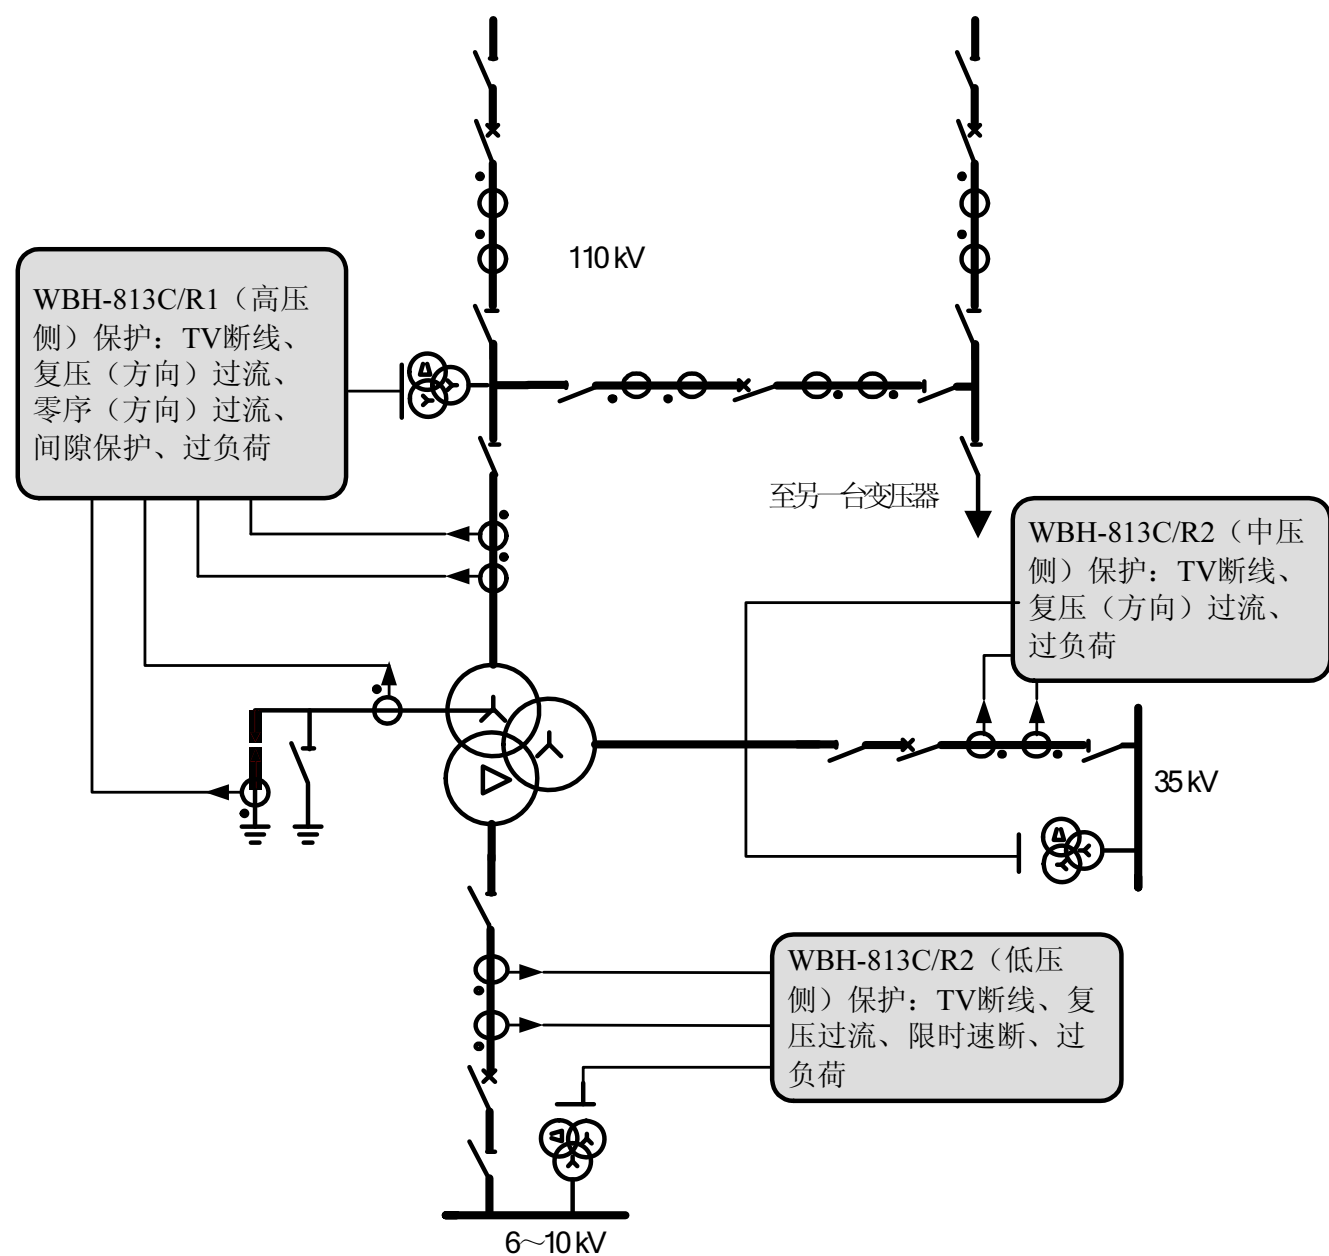 110 kV
WBH-813C/R1（高压
侧）保护：TV断线、
复压（方向）过流、
零序（方向）过流、
间隙保护、过负荷
至另一台变压器
WBH-813C/R2（中压
侧）保护：TV断线、
复压（方向）过流、
过负荷
35 kV
WBH-813C/R2（低压
侧）保护：TV断线、复
压过流、限时速断、过
负荷
6～10 kV